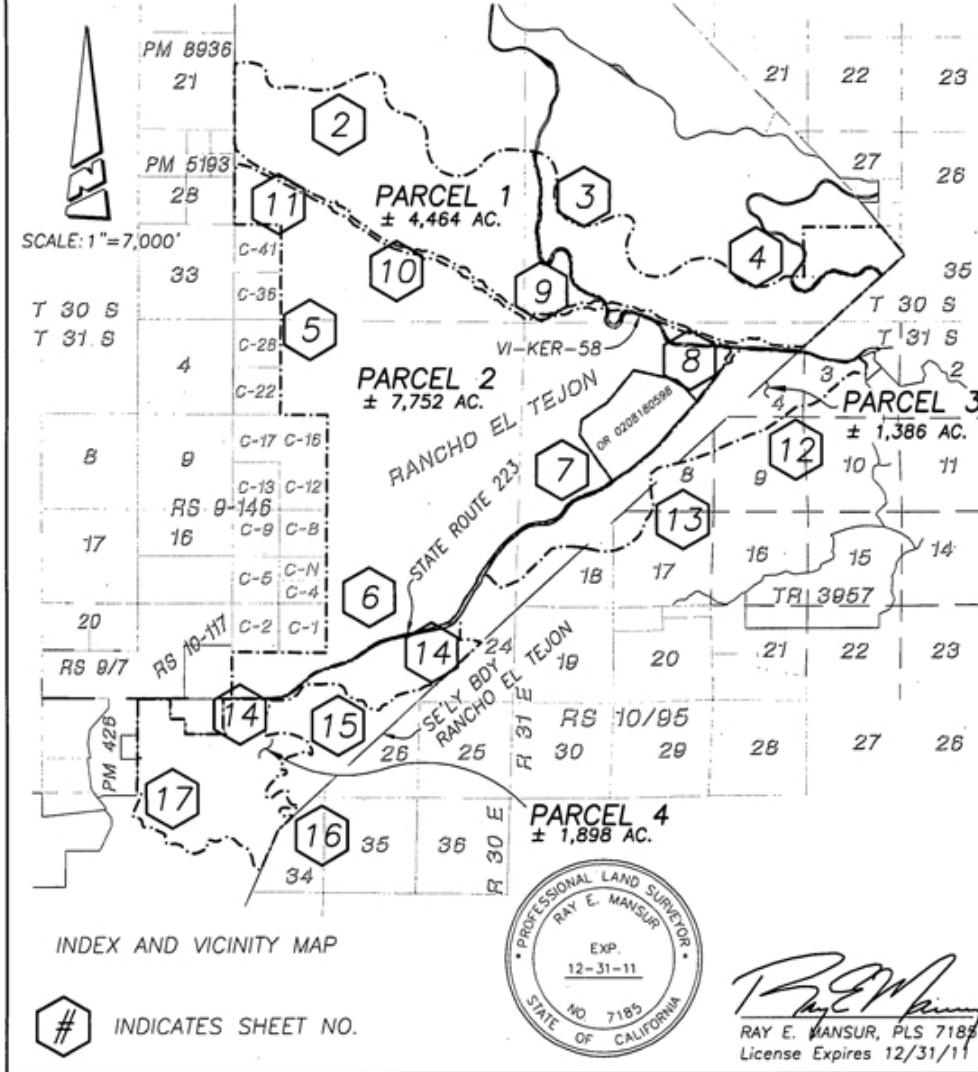 PM 8936
21
21
22
23
2
PM 5193
27
28
26
3
11
PARCEL 1
± 4,464 AC.
SCALE: 1"=7,000'
C-41
4
10
33
9
35
C-36
T 30 S
T 30 S
5
T 31 S
T 31 S
C-28
VI-KER-58
8
4
PARCEL 2
3
2
± 7,752 AC.
C-22
4
PARCEL 3
RANCHO EL TEJON
OR 0208180598
± 1,386 AC.
C-17
C-16
12
8
9
7
8
9
10
11
C-13
C-12
RS 9-146
STATE ROUTE 223
13
17
16
C-9
C-8
16
15
14
C-5
C-N
18
17
C-4
TR 3957
6
20
C-2
C-1
14
24
19
20
21
22
23
RS 9/7
RS 10-117
SE'LY BDY
RANCHO EL TEJON
R 31 E
14
15
RS 10/95
PM 426
26
25
30
29
28
27
26
17
PARCEL 4
± 1,898 AC.
16
35
36
R 30 E
34
INDEX AND VICINITY MAP
# INDICATES SHEET NO.
PROFESSIONAL LAND SURVEYOR
RAY E. MANSUR
EXP.
12-31-11
NO. 7185
STATE OF CALIFORNIA
RAY E. MANSUR, PLS 7185
License Expires 12/31/11